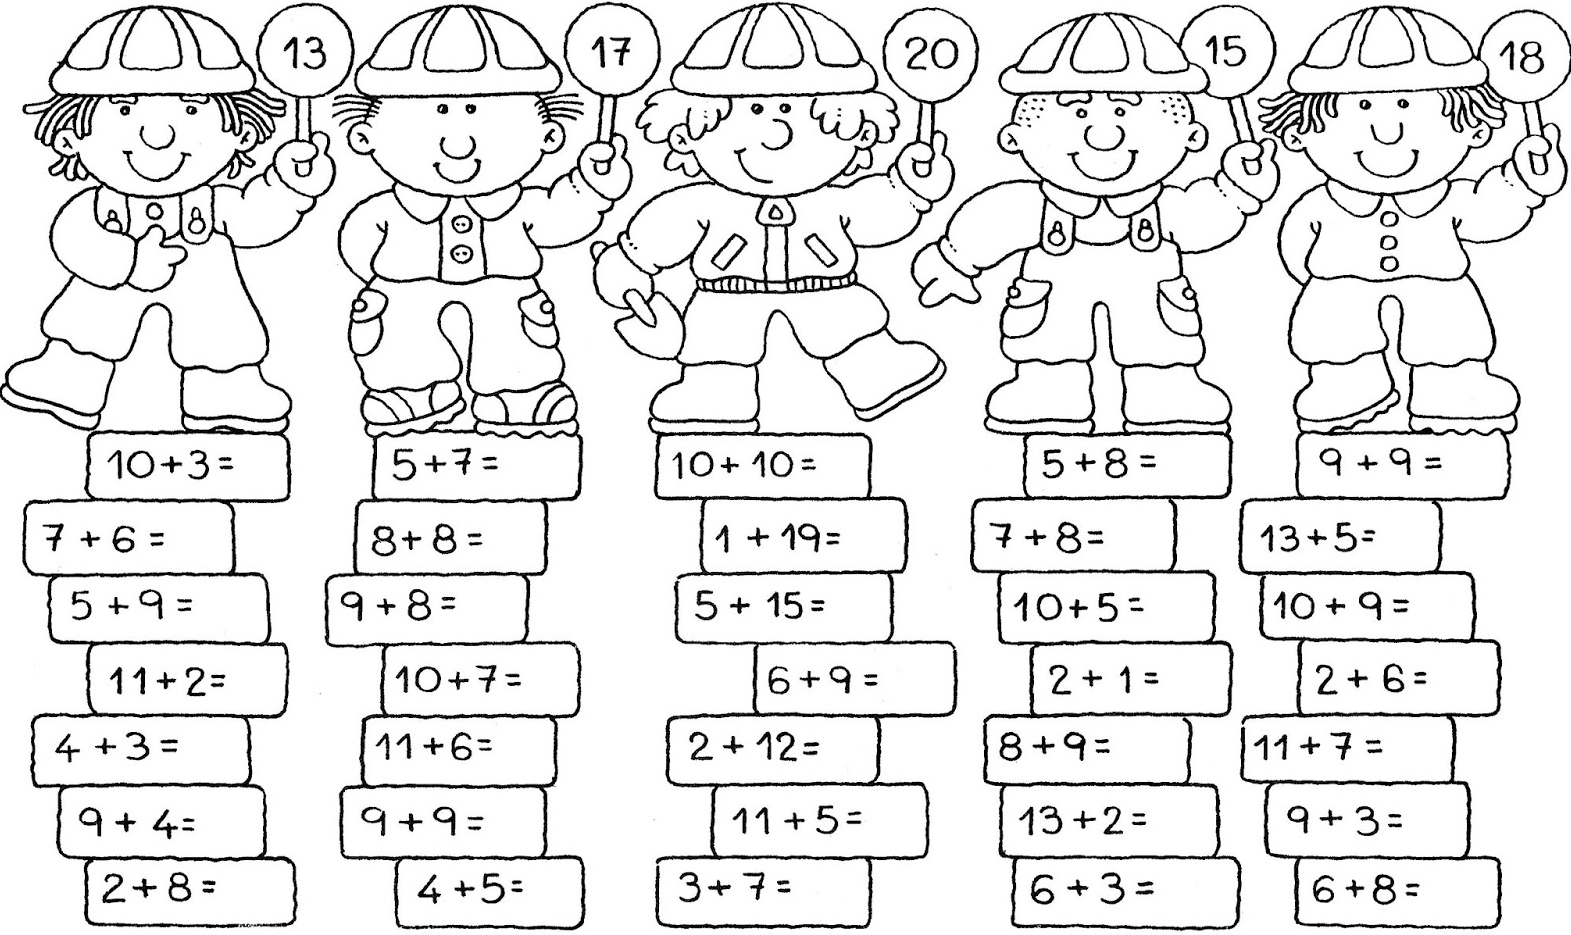 13 17 20 15 18
10+3= 5+7= 10+10= 5+8= 9+9=
7+6= 8+8= 1+19= 7+8= 13+5=
5+9= 9+8= 5+15= 10+5= 10+9=
11+2= 10+7= 6+9= 2+1= 2+6=
4+3= 11+6= 2+12= 8+9= 11+7=
9+4= 9+9= 11+5= 13+2= 9+3=
2+8= 4+5= 3+7= 6+3= 6+8=